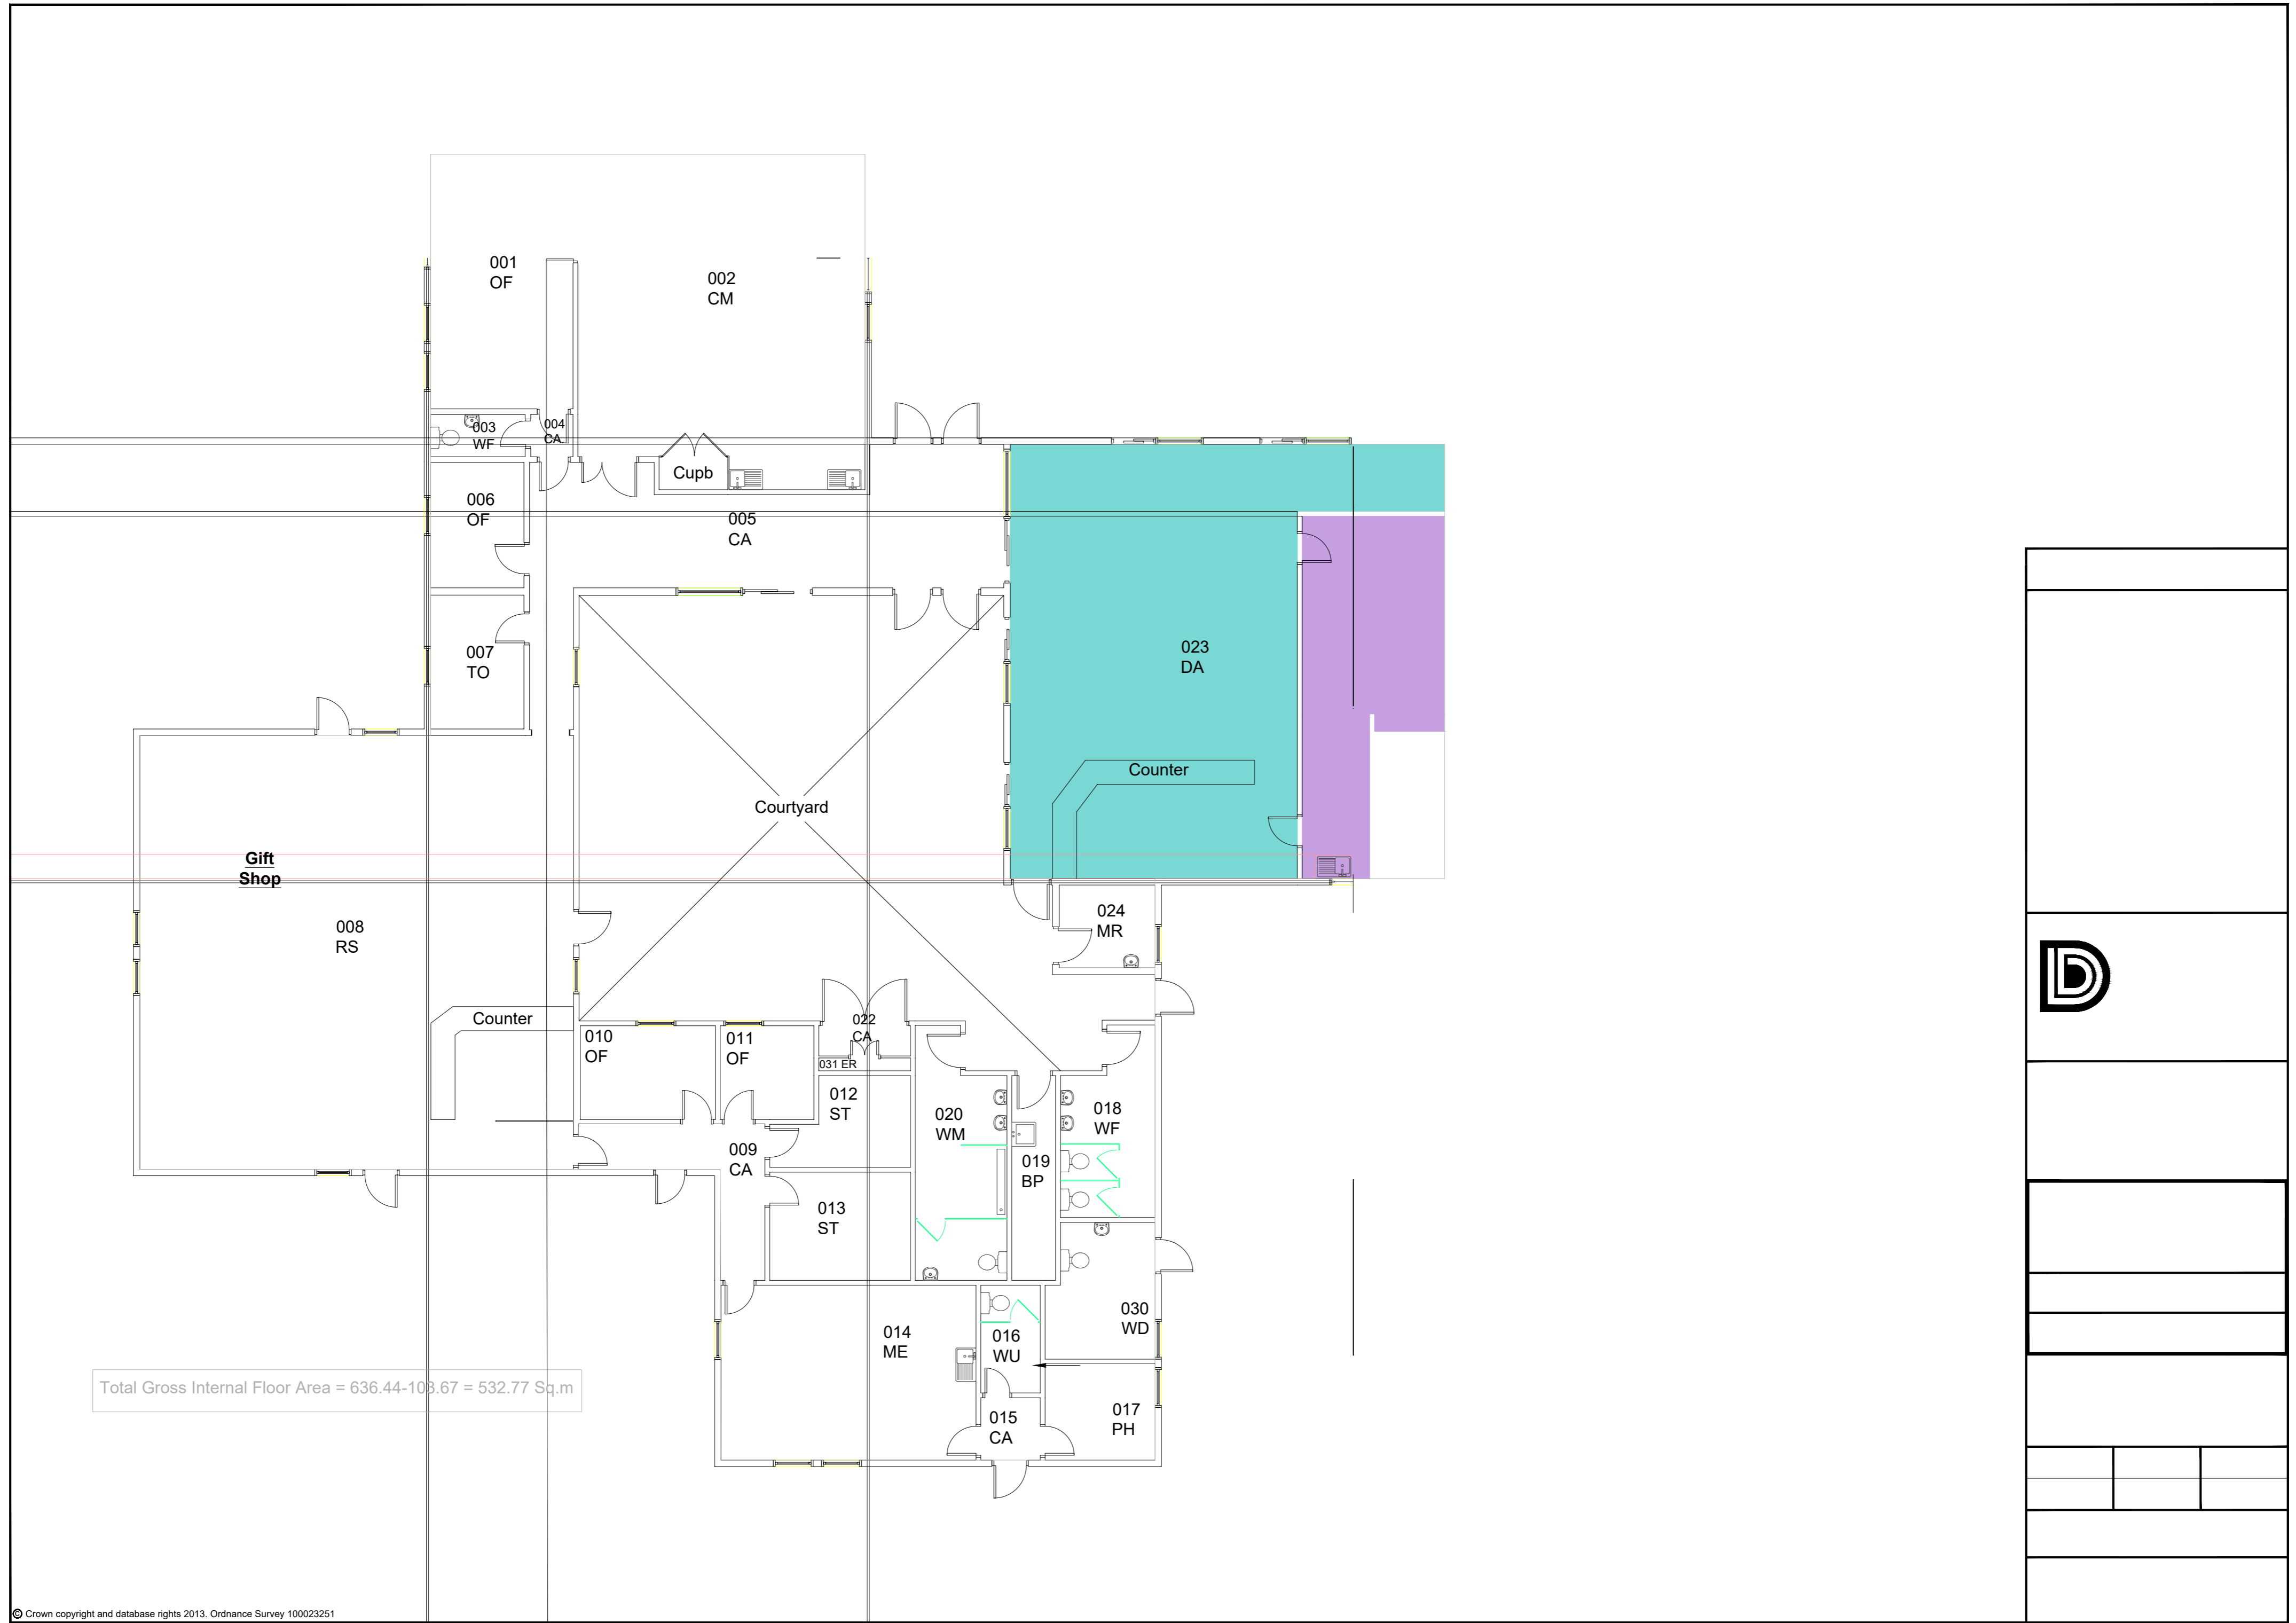 001
OF
002
CM
003
WF
004
CA
Cupb
006
OF
005
CA
007
TO
023
DA
Counter
Courtyard
Gift
Shop
008
RS
024
MR
Counter
010
OF
011
OF
022
CA
031 ER
012
ST
020
WM
018
WF
009
CA
019
BP
013
ST
014
ME
016
WU
030
WD
015
CA
017
PH
Total Gross Internal Floor Area = 636.44-103.67 = 532.77 Sq.m
© Crown copyright and database rights 2013. Ordnance Survey 100023251